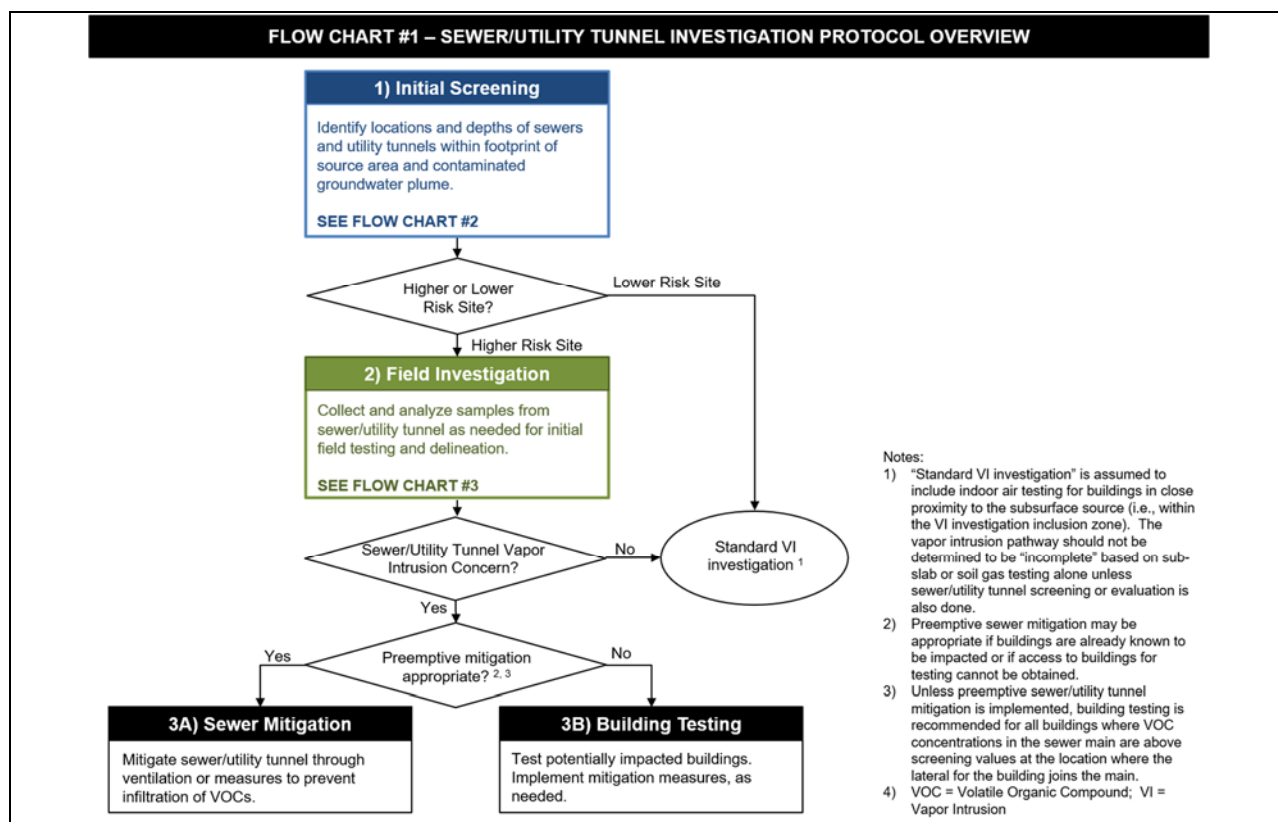 FLOW CHART #1 – SEWER/UTILITY TUNNEL INVESTIGATION PROTOCOL OVERVIEW
1) Initial Screening
Identify locations and depths of sewers
and utility tunnels within footprint of
source area and contaminated
groundwater plume.
SEE FLOW CHART #2
Higher or Lower
Risk Site?
Lower Risk Site
Higher Risk Site
2) Field Investigation
Collect and analyze samples from
sewer/utility tunnel as needed for initial
field testing and delineation.
SEE FLOW CHART #3
Sewer/Utility Tunnel Vapor
Intrusion Concern?
No
Standard VI
investigation 1
Yes
Preemptive mitigation
appropriate? 2, 3
Yes
No
3A) Sewer Mitigation
Mitigate sewer/utility tunnel through
ventilation or measures to prevent
infiltration of VOCs.
3B) Building Testing
Test potentially impacted buildings.
Implement mitigation measures, as
needed.
Notes:
1) “Standard VI investigation” is assumed to
include indoor air testing for buildings in close
proximity to the subsurface source (i.e., within
the VI investigation inclusion zone). The
vapor intrusion pathway should not be
determined to be “incomplete” based on sub-
slab or soil gas testing alone unless
sewer/utility tunnel screening or evaluation is
also done.
2) Preemptive sewer mitigation may be
appropriate if buildings are already known to
be impacted or if access to buildings for
testing cannot be obtained.
3) Unless preemptive sewer/utility tunnel
mitigation is implemented, building testing is
recommended for all buildings where VOC
concentrations in the sewer main are above
screening values at the location where the
lateral for the building joins the main.
4) VOC = Volatile Organic Compound; VI =
Vapor Intrusion